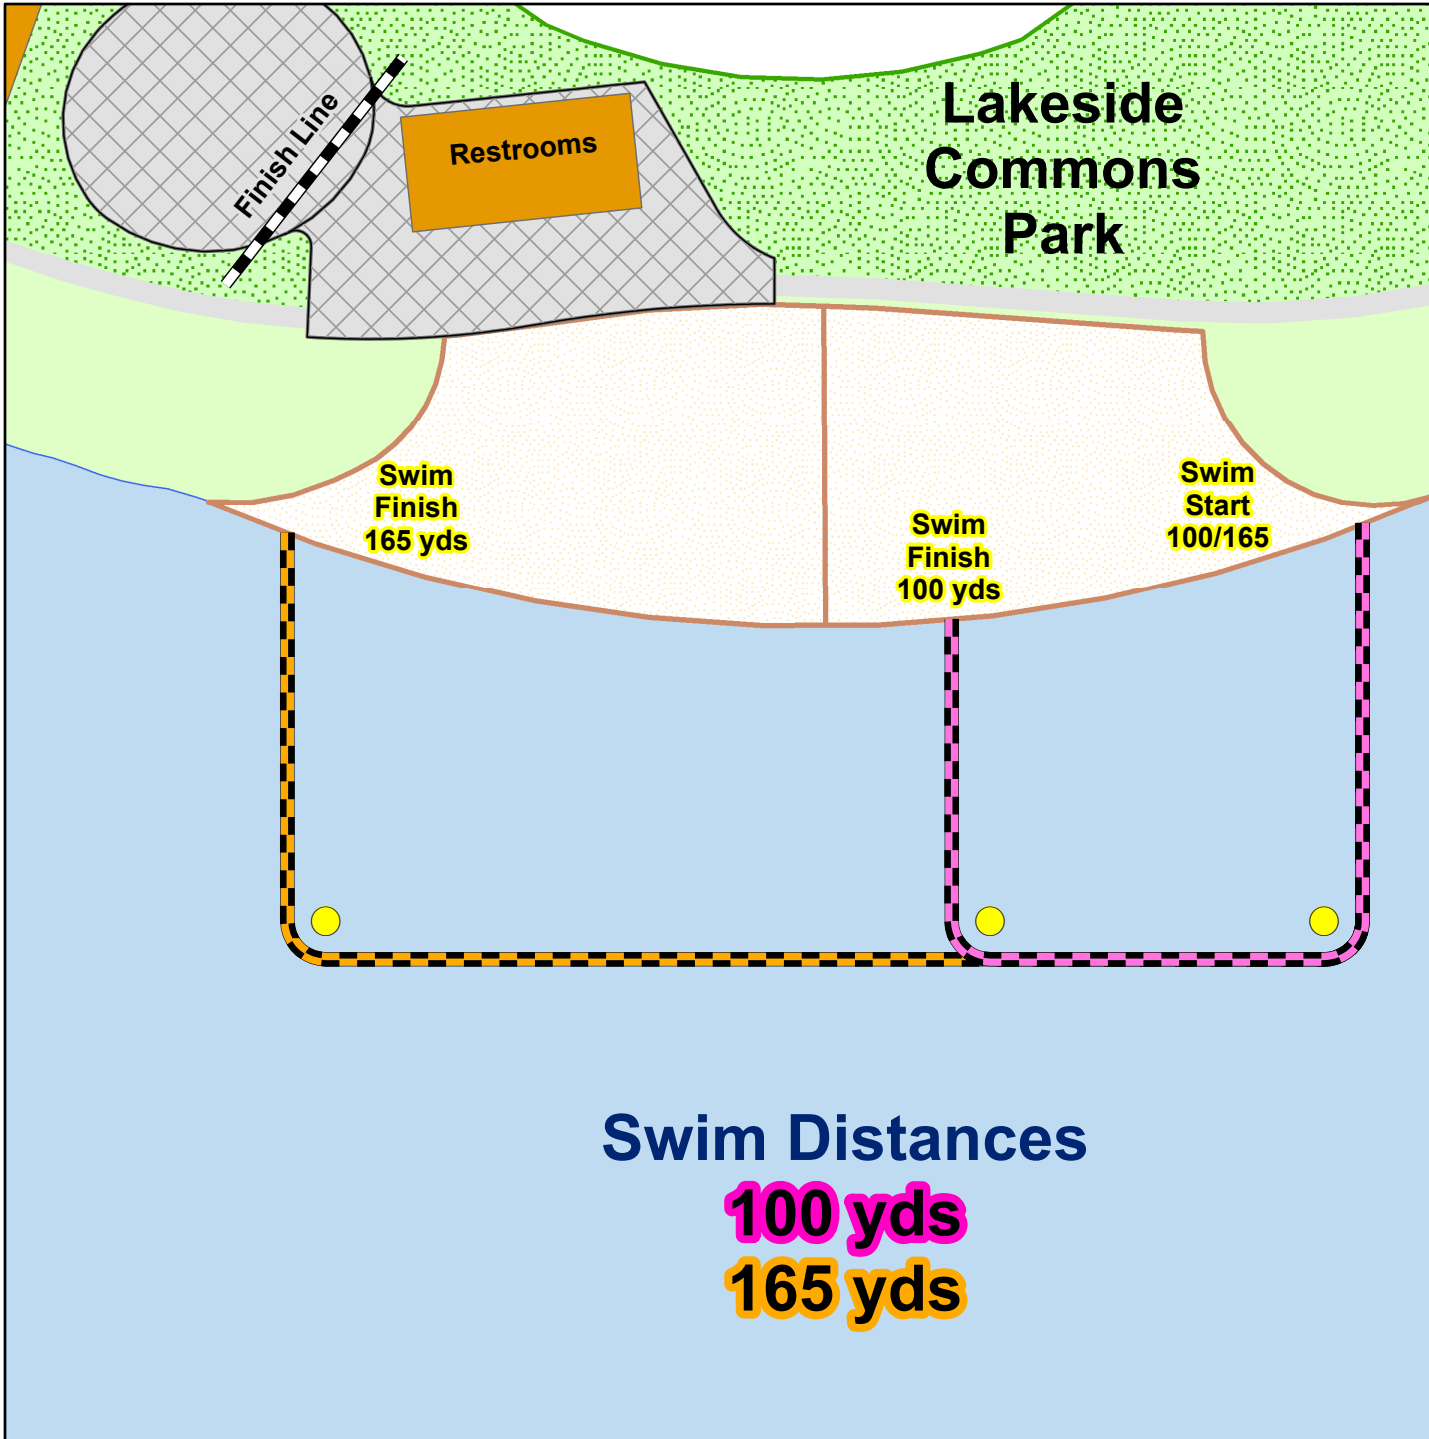 Lakeside
Commons
Park
Finish Line
Restrooms
Swim
Finish
165 yds
Swim
Finish
100 yds
Swim
Start
100/165
Swim Distances
100 yds
165 yds